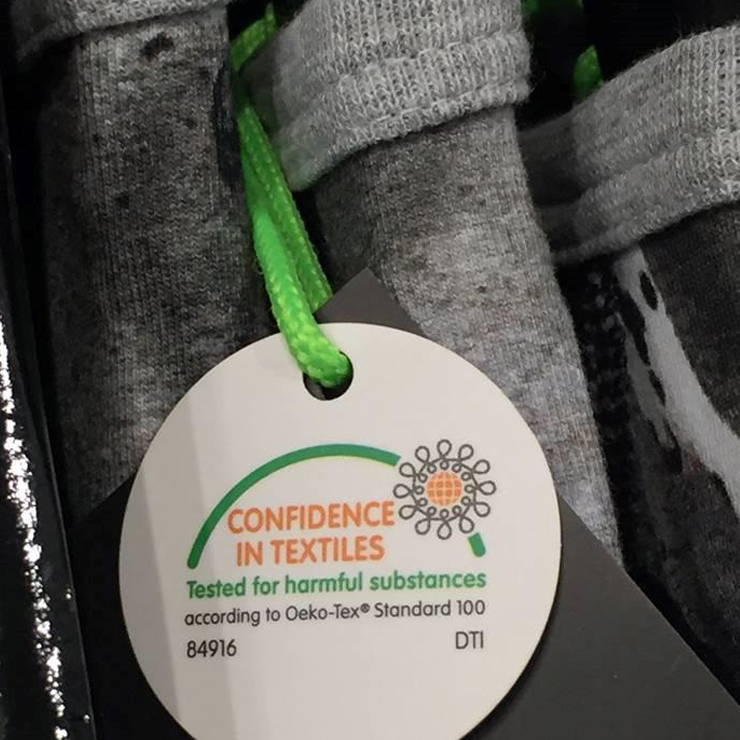 CONFIDENCE
IN TEXTILES
Tested for harmful substances
according to Oeko-Tex® Standard 100
84916 DTI